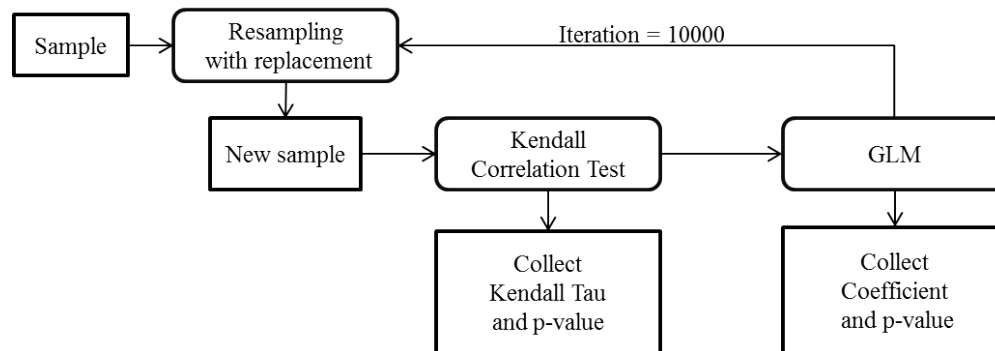 Sample
Resampling
with replacement
Iteration = 10000
New sample
Kendall
Correlation Test
GLM
Collect
Kendall Tau
and p-value
Collect
Coefficient
and p-value